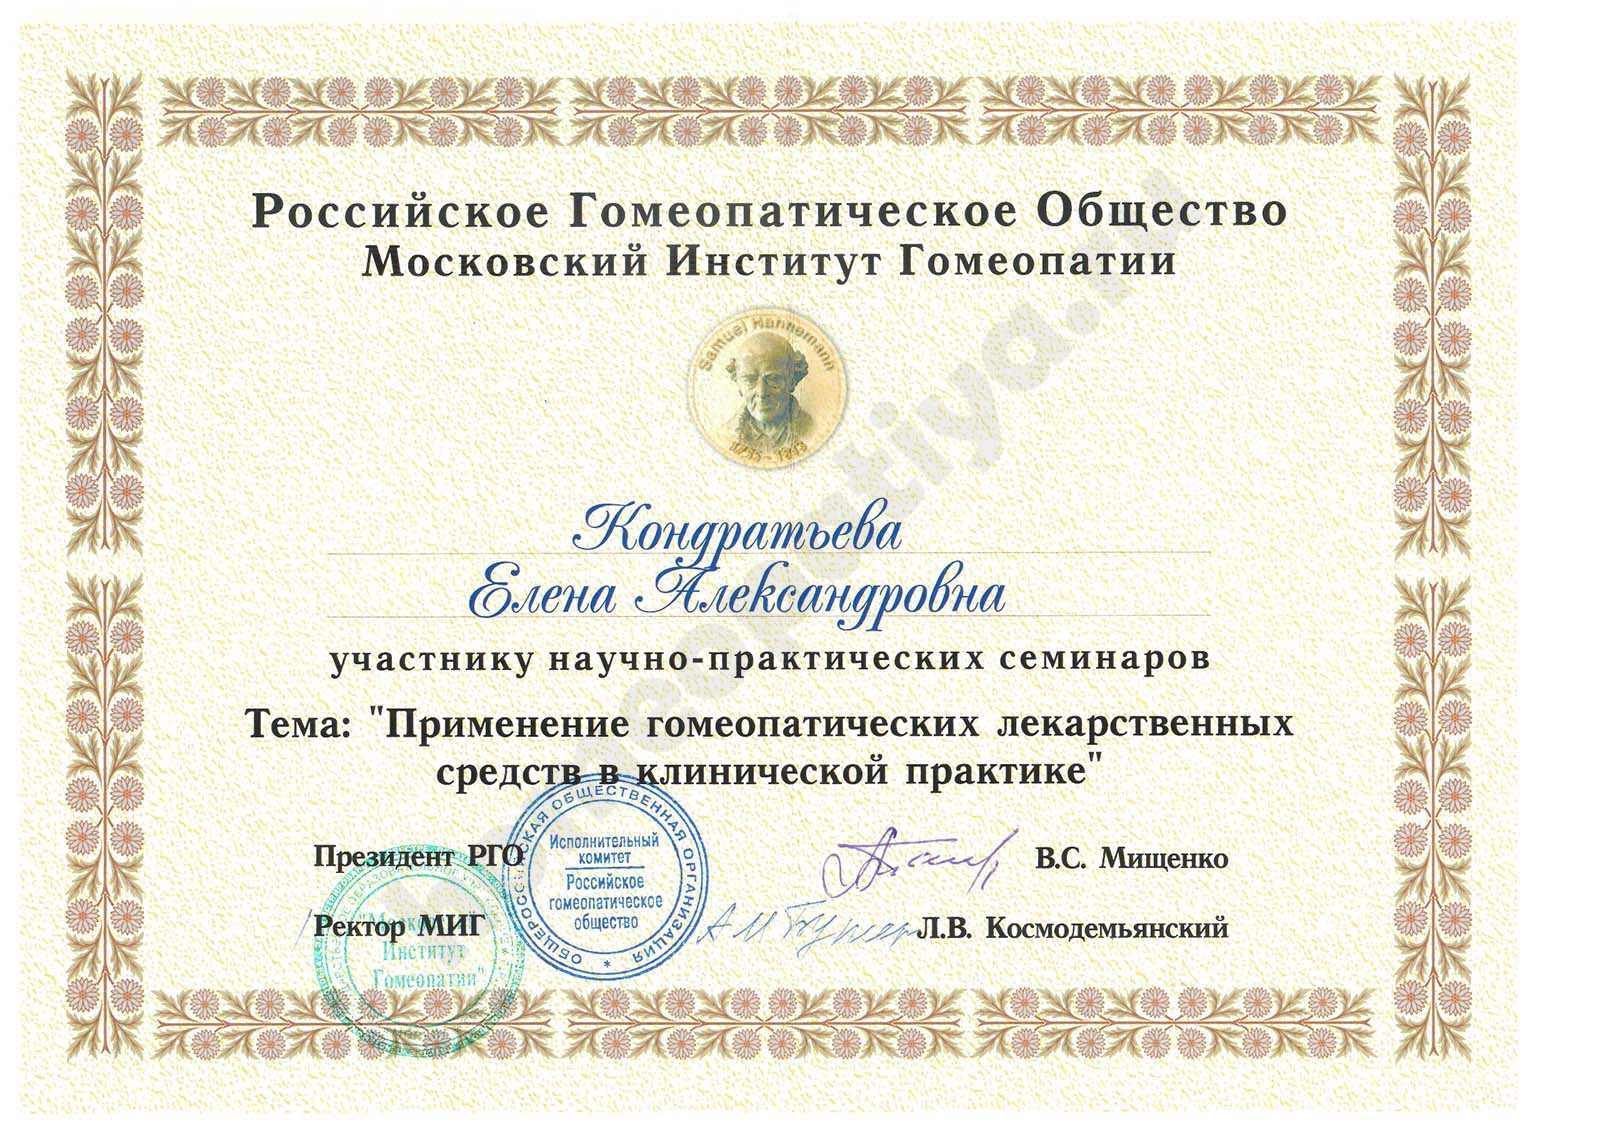 Российское Гомеопатическое Общество
Московский Институт Гомеопатии
Samuel Hahnemann
1755 - 1843
Кондратьева
Елена Александровна
участнику научно-практических семинаров
Тема: "Применение гомеопатических лекарственных
средств в клинической практике"
Президент РГО
В.С. Мищенко
Ректор МИГ
Л.В. Космодемьянский
ОБЩЕРОССИЙСКАЯ ОБЩЕСТВЕННАЯ ОРГАНИЗАЦИЯ *
Исполнительный
комитет
Российское
гомеопатическое
общество
"Московский
Институт
Гомеопатии"